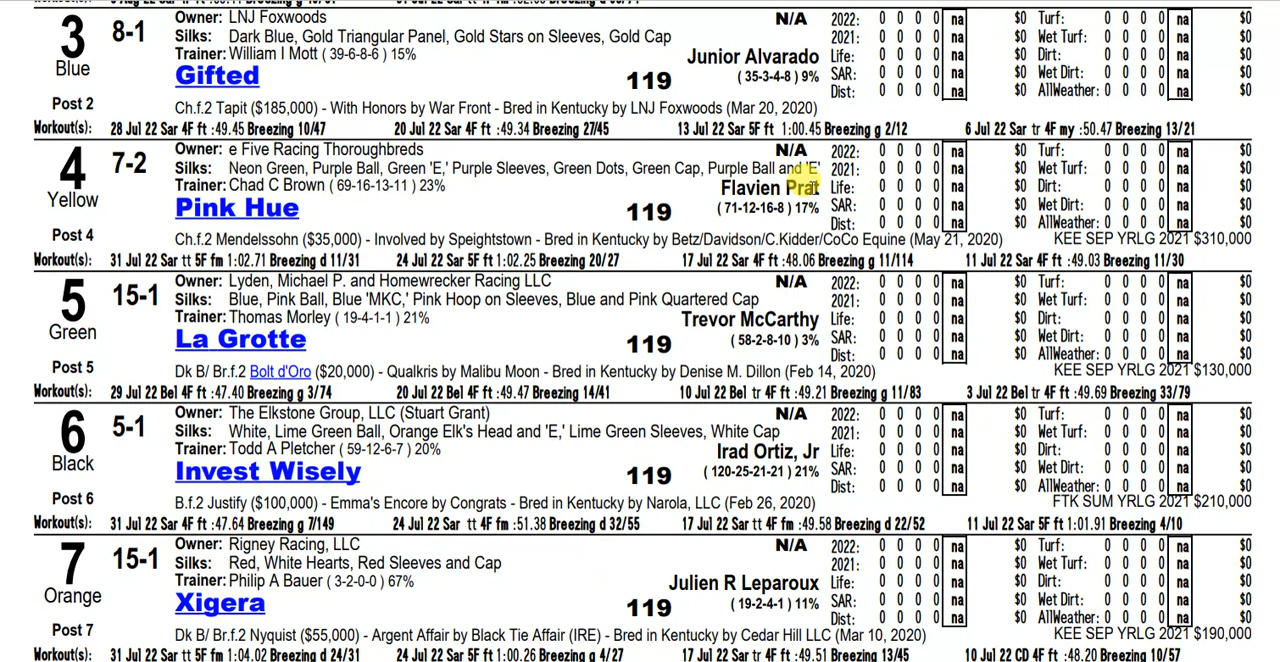 3 8-1 Owner: LNJ Foxwoods N/A 2022: 0 0 0 0 na $0 Turf: 0 0 0 0 na $0
Silks: Dark Blue, Gold Triangular Panel, Gold Stars on Sleeves, Gold Cap 2021: 0 0 0 0 na $0 Wet Turf: 0 0 0 0 na $0
Trainer: William I Mott ( 39-6-8-6 ) 15% Junior Alvarado Life: 0 0 0 0 na $0 Dirt: 0 0 0 0 na $0
Blue Gifted 119 ( 35-3-4-8 ) 9% SAR: 0 0 0 0 na $0 Wet Dirt: 0 0 0 0 na $0
Dist: 0 0 0 0 na $0 AllWeather: 0 0 0 0 na $0
Post 2 Ch.f.2 Tapit ($185,000) - With Honors by War Front - Bred in Kentucky by LNJ Foxwoods (Mar 20, 2020)
Workout(s): 28 Jul 22 Sar 4F ft :49.45 Breezing 10/47 20 Jul 22 Sar 4F ft :49.34 Breezing 27/45 13 Jul 22 Sar 5F ft 1:00.45 Breezing g 2/12 6 Jul 22 Sar tr 4F my :50.47 Breezing 13/21
4 7-2 Owner: e Five Racing Thoroughbreds N/A 2022: 0 0 0 0 na $0 Turf: 0 0 0 0 na $0
Silks: Neon Green, Purple Ball, Green 'E,' Purple Sleeves, Green Dots, Green Cap, Purple Ball and 'E' 2021: 0 0 0 0 na $0 Wet Turf: 0 0 0 0 na $0
Trainer: Chad C Brown ( 69-16-13-11 ) 23% Flavien Prat Life: 0 0 0 0 na $0 Dirt: 0 0 0 0 na $0
Yellow Pink Hue 119 ( 71-12-16-8 ) 17% SAR: 0 0 0 0 na $0 Wet Dirt: 0 0 0 0 na $0
Dist: 0 0 0 0 na $0 AllWeather: 0 0 0 0 na $0
Post 4 Ch.f.2 Mendelssohn ($35,000) - Involved by Speightstown - Bred in Kentucky by Betz/Davidson/C.Kidder/CoCo Equine (May 21, 2020) KEE SEP YRLG 2021 $310,000
Workout(s): 31 Jul 22 Sar tt 5F fm 1:02.71 Breezing d 11/31 24 Jul 22 Sar 5F ft 1:02.25 Breezing 20/27 17 Jul 22 Sar 4F ft :48.06 Breezing g 11/114 11 Jul 22 Sar 4F ft :49.03 Breezing 11/30
5 15-1 Owner: Lyden, Michael P. and Homewrecker Racing LLC N/A 2022: 0 0 0 0 na $0 Turf: 0 0 0 0 na $0
Silks: Blue, Pink Ball, Blue 'MKC,' Pink Hoop on Sleeves, Blue and Pink Quartered Cap 2021: 0 0 0 0 na $0 Wet Turf: 0 0 0 0 na $0
Trainer: Thomas Morley ( 19-4-1-1 ) 21% Trevor McCarthy Life: 0 0 0 0 na $0 Dirt: 0 0 0 0 na $0
Green La Grotte 119 ( 58-2-8-10 ) 3% SAR: 0 0 0 0 na $0 Wet Dirt: 0 0 0 0 na $0
Dist: 0 0 0 0 na $0 AllWeather: 0 0 0 0 na $0
Post 5 Dk B/ Br.f.2 Bolt d'Oro ($20,000) - Qualkris by Malibu Moon - Bred in Kentucky by Denise M. Dillon (Feb 14, 2020) KEE SEP YRLG 2021 $130,000
Workout(s): 29 Jul 22 Bel 4F ft :47.40 Breezing g 3/74 20 Jul 22 Bel 4F ft :49.47 Breezing 14/41 10 Jul 22 Bel tr 4F ft :49.21 Breezing g 11/83 3 Jul 22 Bel tr 4F ft :49.69 Breezing 33/79
6 5-1 Owner: The Elkstone Group, LLC (Stuart Grant) N/A 2022: 0 0 0 0 na $0 Turf: 0 0 0 0 na $0
Silks: White, Lime Green Ball, Orange Elk's Head and 'E,' Lime Green Sleeves, White Cap 2021: 0 0 0 0 na $0 Wet Turf: 0 0 0 0 na $0
Trainer: Todd A Pletcher ( 59-12-6-7 ) 20% Irad Ortiz, Jr Life: 0 0 0 0 na $0 Dirt: 0 0 0 0 na $0
Black Invest Wisely 119 ( 120-25-21-21 ) 21% SAR: 0 0 0 0 na $0 Wet Dirt: 0 0 0 0 na $0
Dist: 0 0 0 0 na $0 AllWeather: 0 0 0 0 na $0
Post 6 B.f.2 Justify ($100,000) - Emma's Encore by Congrats - Bred in Kentucky by Narola, LLC (Feb 26, 2020) FTK SUM YRLG 2021 $210,000
Workout(s): 31 Jul 22 Sar 4F ft :47.64 Breezing g 7/149 24 Jul 22 Sar tt 4F fm :51.38 Breezing d 32/55 17 Jul 22 Sar tt 4F fm :49.58 Breezing d 22/52 11 Jul 22 Sar 5F ft 1:01.91 Breezing 4/10
7 15-1 Owner: Rigney Racing, LLC N/A 2022: 0 0 0 0 na $0 Turf: 0 0 0 0 na $0
Silks: Red, White Hearts, Red Sleeves and Cap 2021: 0 0 0 0 na $0 Wet Turf: 0 0 0 0 na $0
Trainer: Philip A Bauer ( 3-2-0-0 ) 67% Julien R Leparoux Life: 0 0 0 0 na $0 Dirt: 0 0 0 0 na $0
Orange Xigera 119 ( 19-2-4-1 ) 11% SAR: 0 0 0 0 na $0 Wet Dirt: 0 0 0 0 na $0
Dist: 0 0 0 0 na $0 AllWeather: 0 0 0 0 na $0
Post 7 Dk B/ Br.f.2 Nyquist ($55,000) - Argent Affair by Black Tie Affair (IRE) - Bred in Kentucky by Cedar Hill LLC (Mar 10, 2020) KEE SEP YRLG 2021 $190,000
Workout(s): 31 Jul 22 Sar tt 5F fm 1:04.02 Breezing d 24/31 24 Jul 22 Sar 5F ft 1:00.26 Breezing g 4/27 17 Jul 22 Sar tr 4F ft :49.51 Breezing 13/45 10 Jul 22 CD 4F ft :48.20 Breezing 10/57